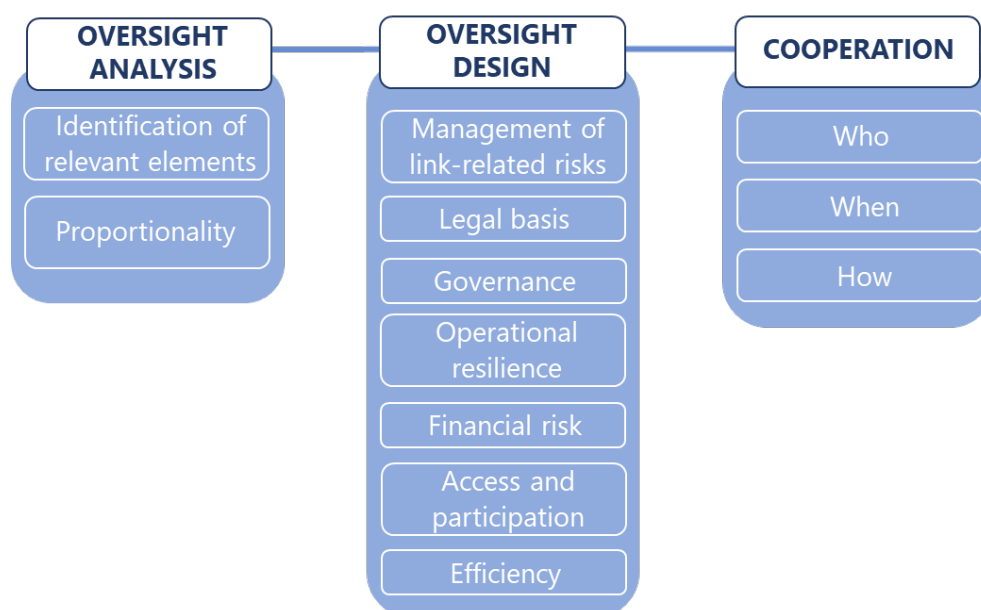 OVERSIGHT
ANALYSIS
Identification of
relevant elements
Proportionality
OVERSIGHT
DESIGN
Management of
link-related risks
Legal basis
Governance
Operational
resilience
Financial risk
Access and
participation
Efficiency
COOPERATION
Who
When
How